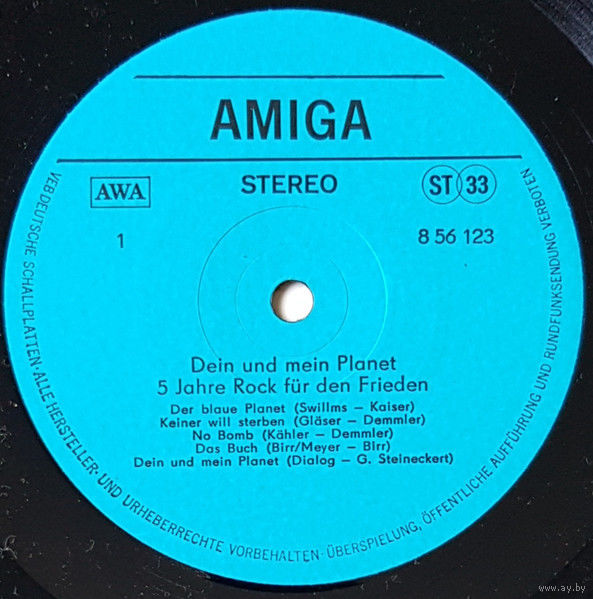 AMIGA
AWA
STEREO
ST 33
1
8 56 123
Dein und mein Planet
5 Jahre Rock für den Frieden
Der blaue Planet (Swillms – Kaiser)
Keiner will sterben (Gläser – Demmler)
No Bomb (Kähler – Demmler)
Das Buch (Birr/Meyer – Birr)
Dein und mein Planet (Dialog – G. Steineckert)
VEB DEUTSCHE SCHALLPLATTEN · ALLE HERSTELLER- UND URHEBERRECHTE VORBEHALTEN · ÜBERSPIELUNG, ÖFFENTLICHE AUFFÜHRUNG UND RUNDFUNKSENDUNG VERBOTEN
www.ay.by